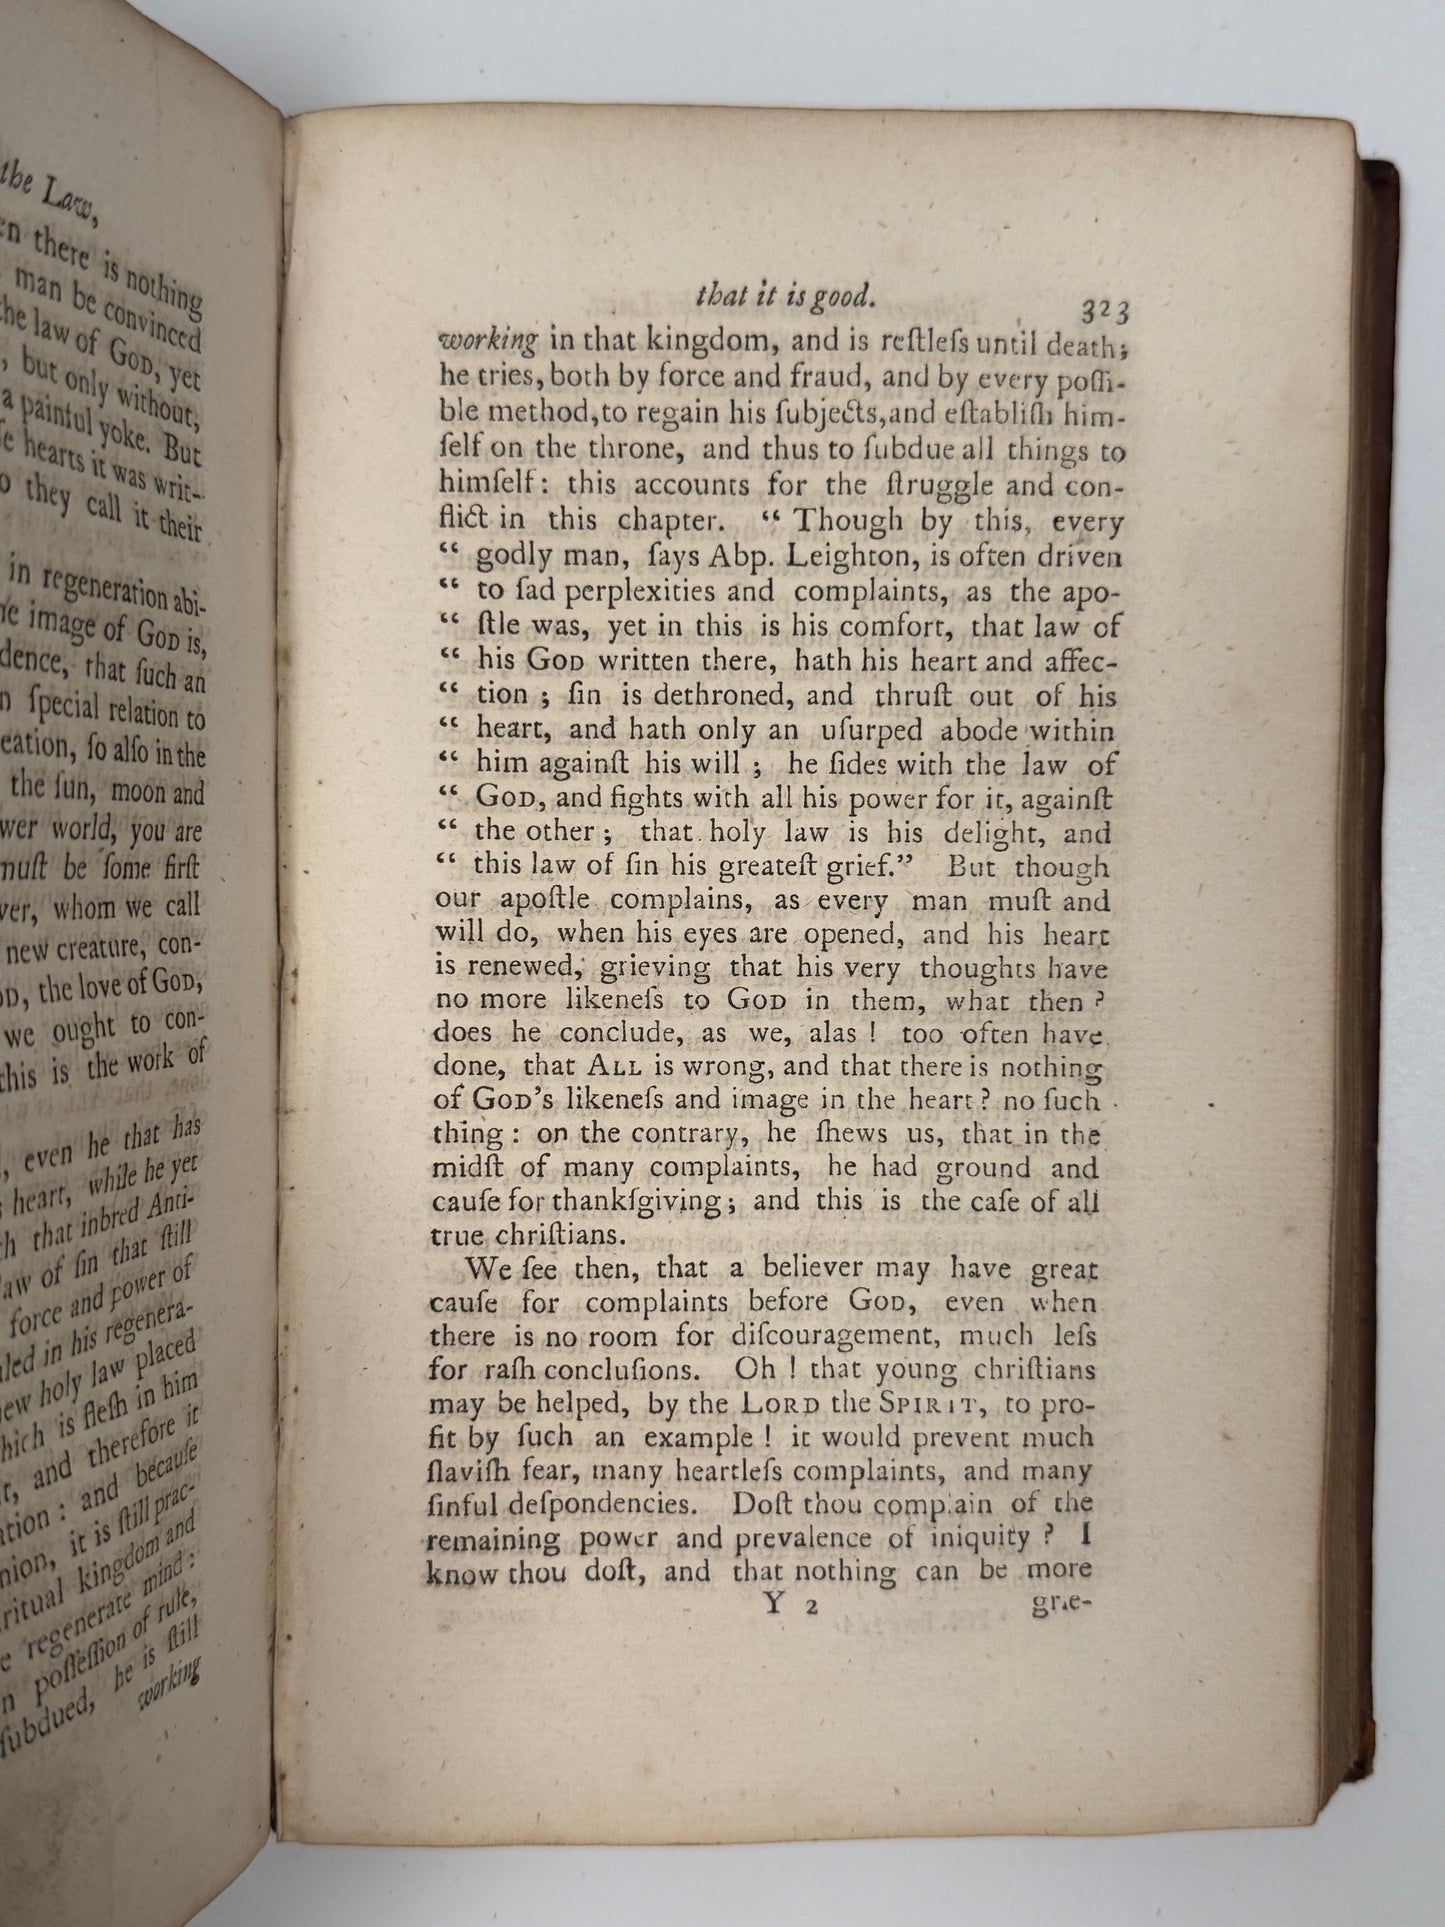 the Law,
there is nothing
man be convinced
the law of GOD, yet
, but only without,
a painful yoke. But
hearts it was writ-
they call it their
in regeneration abi-
image of GOD is,
that ſuch an
ſpecial relation to
ſo alſo in the
the ſun, moon and
world, you are
muſt be ſome firſt
whom we call
new creature, con-
the love of GOD,
we ought to con-
this is the work of
, even he that has
heart, while he yet
that inbred Anti-
law of ſin that ſtill
force and power of
in his regenera-
new holy law placed
which is fleſh in him
and therefore it
: and becauſe
it is ſtill prac-
kingdom and
regenerate mind:
poſſeſſion of rule,
ſubdued, he is ſtill
working
that it is good. 323
working in that kingdom, and is reſtleſs until death;
he tries, both by force and fraud, and by every poſſi-
ble method, to regain his ſubjects, and eſtabliſh him-
ſelf on the throne, and thus to ſubdue all things to
himſelf: this accounts for the ſtruggle and con-
flict in this chapter. “ Though by this, every
“ godly man, ſays Abp. Leighton, is often driven
“ to ſad perplexities and complaints, as the apo-
“ ſtle was, yet in this is his comfort, that law of
“ his GOD written there, hath his heart and affec-
“ tion ; ſin is dethroned, and thruſt out of his
“ heart, and hath only an uſurped abode within
“ him againſt his will ; he ſides with the law of
“ GOD, and fights with all his power for it, againſt
“ the other ; that holy law is his delight, and
“ this law of ſin his greateſt grief.” But though
our apoſtle complains, as every man muſt and
will do, when his eyes are opened, and his heart
is renewed, grieving that his very thoughts have
no more likeneſs to GOD in them, what then ?
does he conclude, as we, alas ! too often have
done, that ALL is wrong, and that there is nothing
of GOD’s likeneſs and image in the heart ? no ſuch
thing : on the contrary, he ſhews us, that in the
midſt of many complaints, he had ground and
cauſe for thankſgiving ; and this is the caſe of all
true chriſtians.
We ſee then, that a believer may have great
cauſe for complaints before GOD, even when
there is no room for diſcouragement, much leſs
for raſh concluſions. Oh ! that young chriſtians
may be helped, by the LORD the SPIRIT, to pro-
fit by ſuch an example ! it would prevent much
ſlaviſh fear, many heartleſs complaints, and many
ſinful deſpondencies. Doſt thou complain of the
remaining power and prevalence of iniquity ? I
know thou doſt, and that nothing can be more
Y 2 grie-